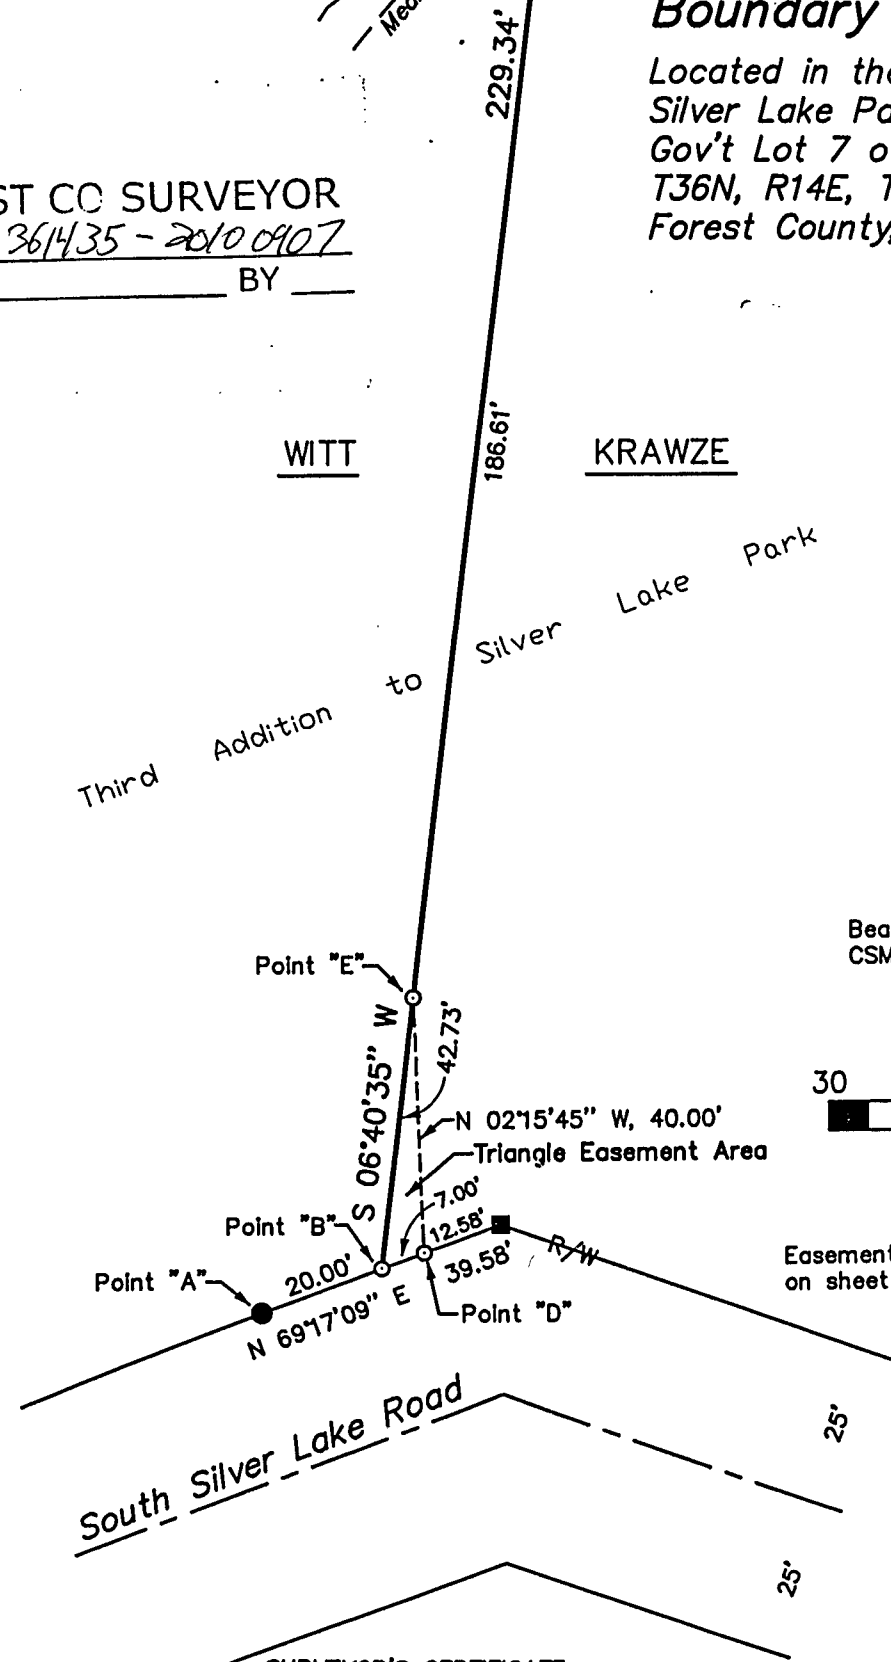 229.34'
Boundary
Located in the
Silver Lake Pa
Gov't Lot 7 o
T36N, R14E, T
Forest County,
ST CO SURVEYOR
361435-20100907
BY
186.61'
WITT
KRAWZE
Third Addition to Silver Lake Park
Bea
CSM
Point "E"
S 06°40'35" W
42.73'
30
N 02°15'45" W, 40.00'
Triangle Easement Area
7.00'
Point "B"
12.58'
R/W
39.58'
Easement
on sheet
Point "A"
20.00'
N 69°17'09" E
Point "D"
South Silver Lake Road
25'
25'